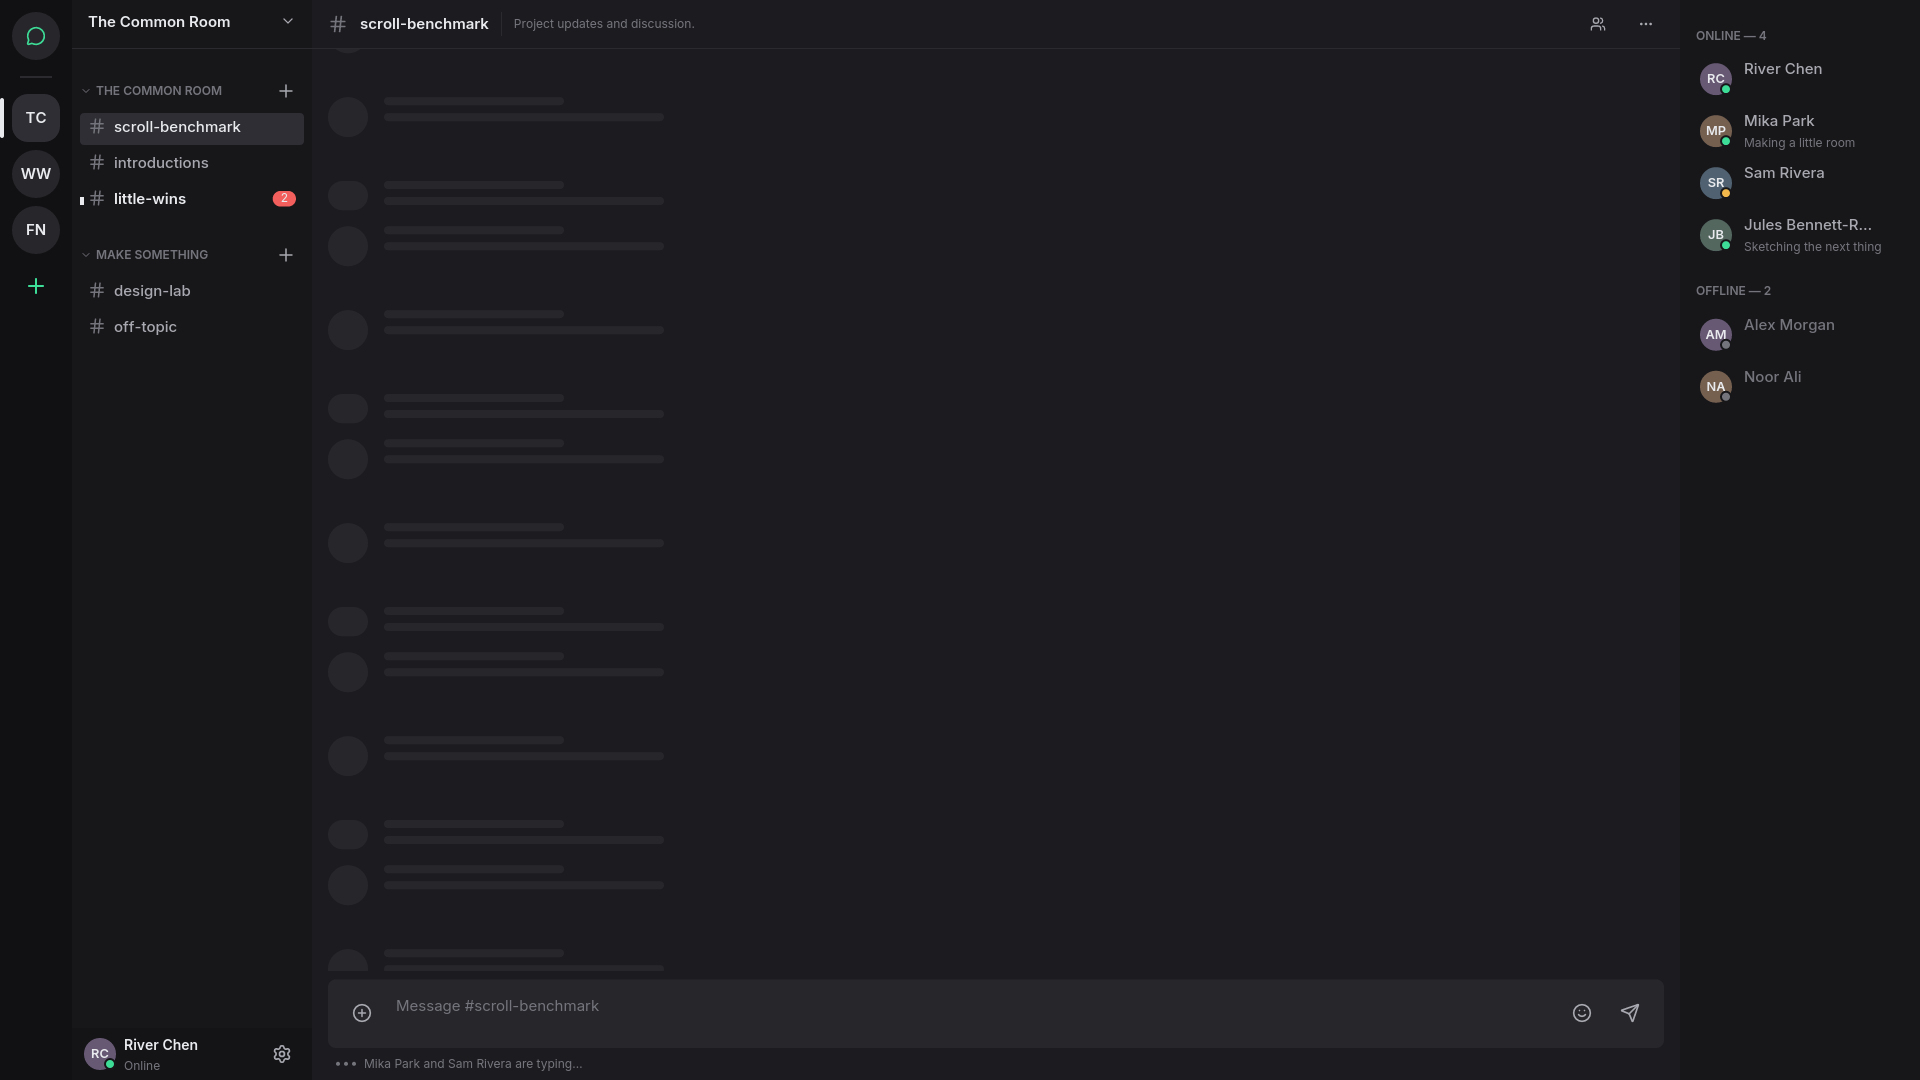 The Common Room
TC
WW
FN
THE COMMON ROOM
scroll-benchmark
introductions
little-wins
2
MAKE SOMETHING
design-lab
off-topic
RC
River Chen
Online
scroll-benchmark
Project updates and discussion.
Message #scroll-benchmark
Mika Park and Sam Rivera are typing...
ONLINE — 4
RC
River Chen
MP
Mika Park
Making a little room
SR
Sam Rivera
JB
Jules Bennett-R...
Sketching the next thing
OFFLINE — 2
AM
Alex Morgan
NA
Noor Ali